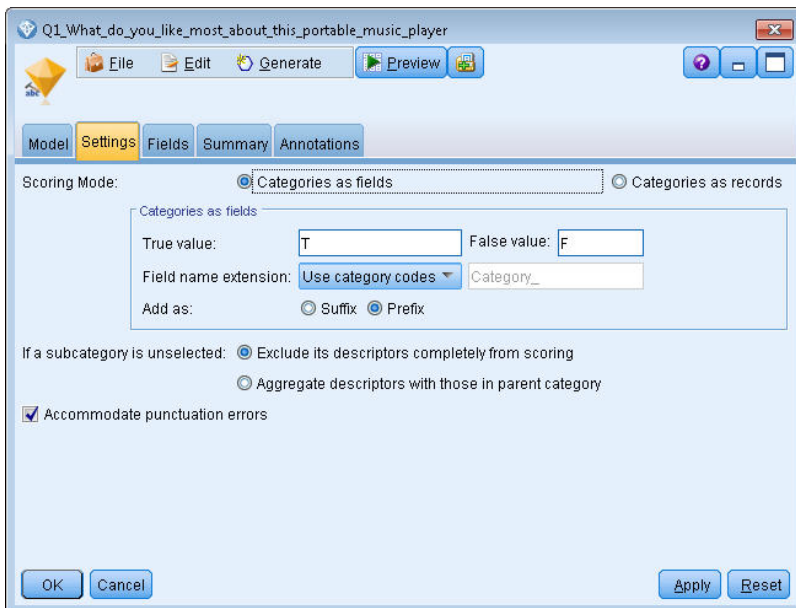 Q1_What_do_you_like_most_about_this_portable_music_player
File Edit Generate Preview
abc
Model Settings Fields Summary Annotations
Scoring Mode: Categories as fields Categories as records
Categories as fields
True value: T False value: F
Field name extension: Use category codes Category_
Add as: Suffix Prefix
If a subcategory is unselected: Exclude its descriptors completely from scoring
Aggregate descriptors with those in parent category
Accommodate punctuation errors
OK Cancel Apply Reset